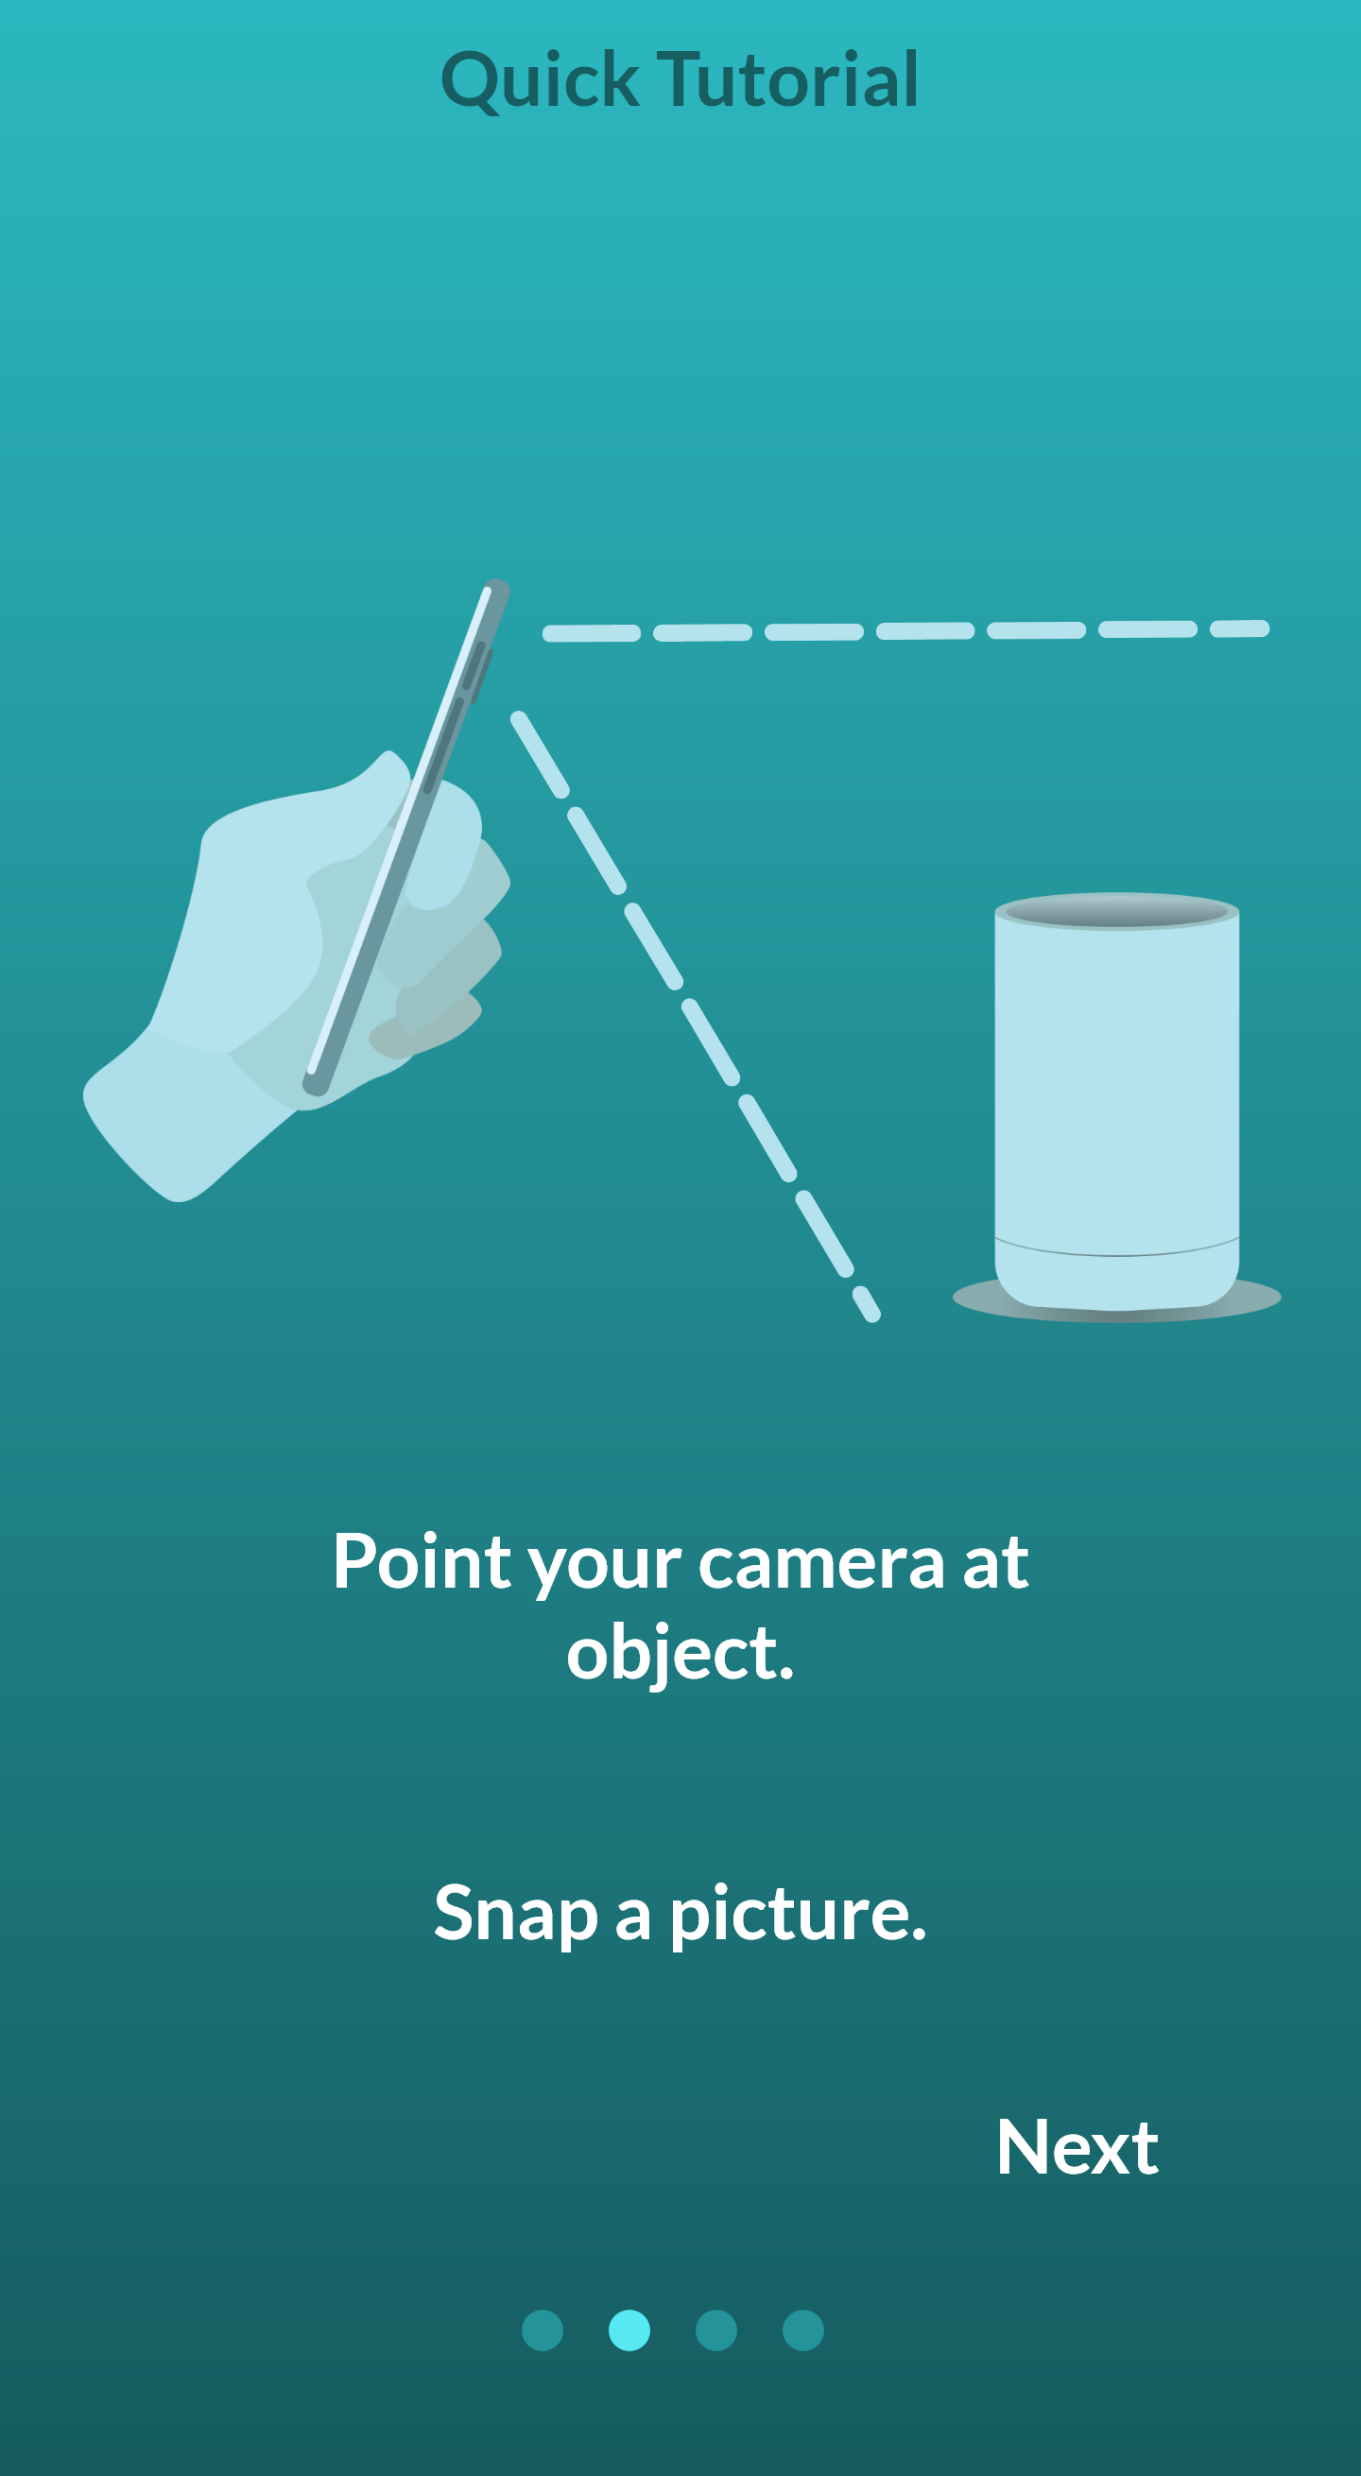 Quick Tutorial
Point your camera at
object.
Snap a picture.
Next